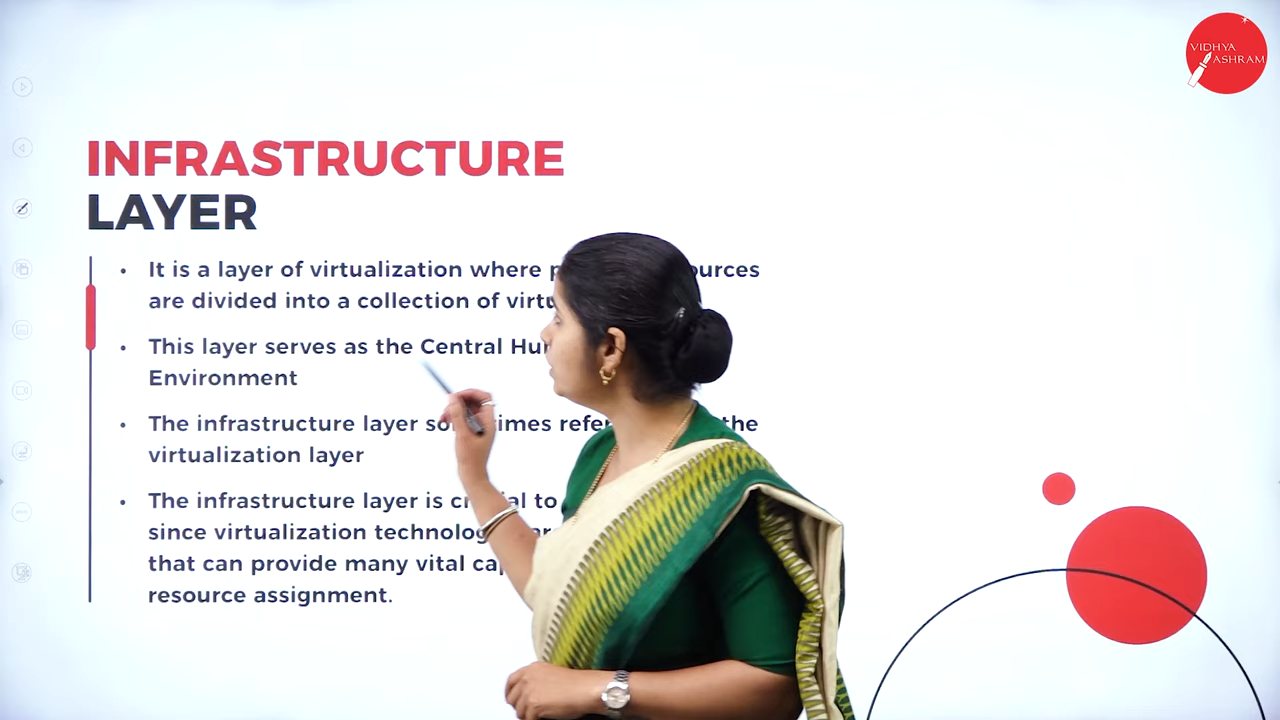 VIDHYA
ASHRAM
INFRASTRUCTURE
LAYER
• It is a layer of virtualization where
are divided into a collection of
• This layer serves as the Central
Environment
• The infrastructure layer the
virtualization layer
• The infrastructure layer is to
since virtualization
that can provide many vital
resource assignment.